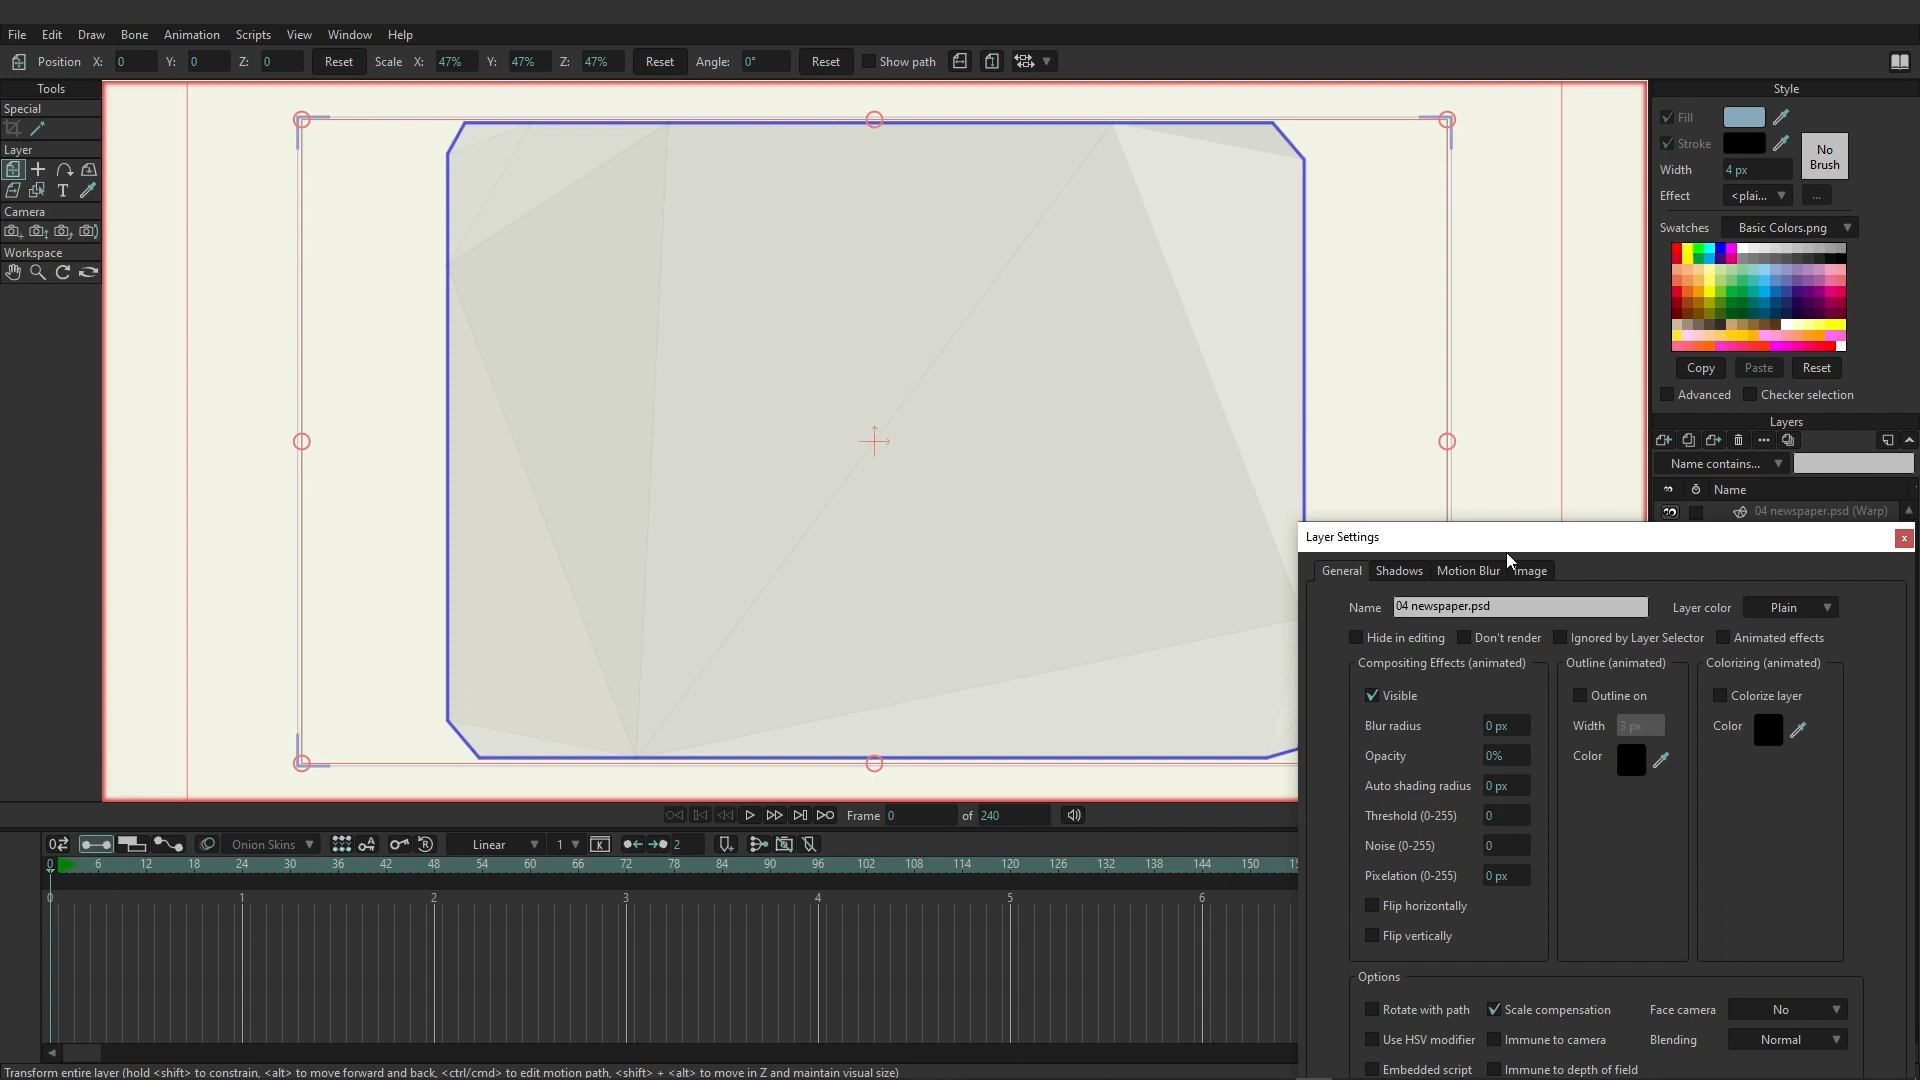 File Edit Draw Bone Animation Scripts View Window Help
Position X: 0 Y: 0 Z: 0 Reset Scale X: 47% Y: 47% Z: 47% Reset Angle: 0° Reset Show path
Tools
Special
Layer
T
Camera
Workspace
Style
Fill
Stroke
No
Brush
Width 4 px
Effect <plai... ...
Swatches Basic Colors.png
Copy Paste Reset
Advanced Checker selection
Layers
Name contains...
Name
04 newspaper.psd (Warp)
Layer Settings
General Shadows Motion Blur Image
Name 04 newspaper.psd Layer color Plain
Hide in editing Don't render Ignored by Layer Selector Animated effects
Compositing Effects (animated) Outline (animated) Colorizing (animated)
Visible Outline on Colorize layer
Blur radius 0 px Width 3 px Color
Opacity 0% Color
Auto shading radius 0 px
Threshold (0-255) 0
Noise (0-255) 0
Pixelation (0-255) 0 px
Flip horizontally
Flip vertically
Options
Rotate with path Scale compensation Face camera No
Use HSV modifier Immune to camera Blending Normal
Embedded script Immune to depth of field
Frame 0 of 240
Onion Skins Linear 1 K 2
0 6 12 18 24 30 36 42 48 54 60 66 72 78 84 90 96 102 108 114 120 126 132 138 144 150
0 1 2 3 4 5 6
Transform entire layer (hold <shift> to constrain, <alt> to move forward and back, <ctrl/cmd> to edit motion path, <shift> + <alt> to move in Z and maintain visual size)